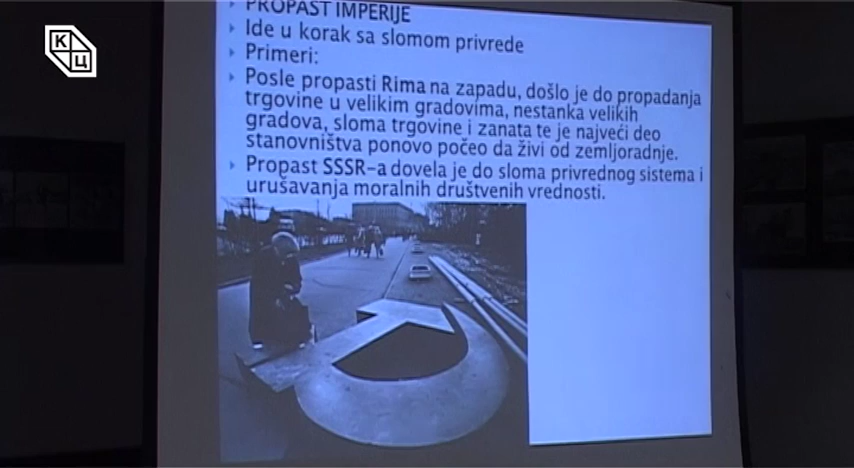 К
Ц
PROPAST IMPERIJE
Ide u korak sa slomom privrede
Primeri:
Posle propasti Rima na zapadu, došlo je do propadanja
trgovine u velikim gradovima, nestanka velikih
gradova, sloma trgovine i zanata te je najveći deo
stanovništva ponovo počeo da živi od zemljoradnje.
Propast SSSR-a dovela je do sloma privrednog sistema i
urušavanja moralnih društvenih vrednosti.